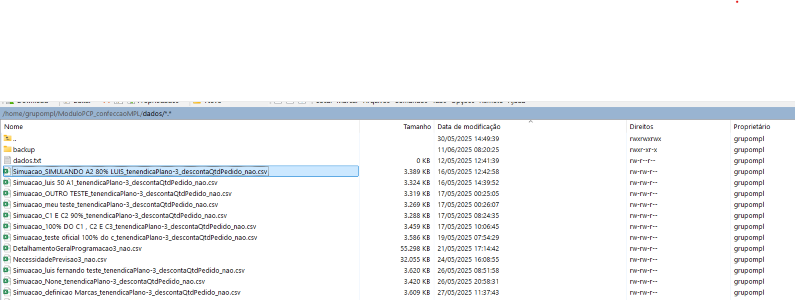 /home/grupompl/ModuloPCP_confeccaoMPL/dados/*.*
Nome Tamanho Data de modificação Direitos Proprietário
.. 30/05/2025 14:49:39 rwxrwxrwx grupompl
backup 11/06/2025 08:20:25 rwxr-xr-x grupompl
dados.txt 0 KB 12/05/2025 12:41:39 rw-r--r-- grupompl
Simuacao_SIMULANDO A2 80% LUIS_tenendicaPlano-3_descontaQtdPedido_nao.csv 3.389 KB 16/05/2025 12:42:58 rw-rw-r-- grupompl
Simuacao_luis 50 A1_tenendicaPlano-3_descontaQtdPedido_nao.csv 3.324 KB 16/05/2025 14:39:52 rw-rw-r-- grupompl
Simuacao_OUTRO TESTE_tenendicaPlano-3_descontaQtdPedido_nao.csv 3.319 KB 17/05/2025 00:25:05 rw-rw-r-- grupompl
Simuacao_meu teste_tenendicaPlano-3_descontaQtdPedido_nao.csv 3.269 KB 17/05/2025 00:26:07 rw-rw-r-- grupompl
Simuacao_C1 E C2 90%_tenendicaPlano-3_descontaQtdPedido_nao.csv 3.288 KB 17/05/2025 08:24:35 rw-rw-r-- grupompl
Simuacao_100% DO C1 , C2 E C3_tenendicaPlano-3_descontaQtdPedido_nao.csv 3.459 KB 17/05/2025 10:06:45 rw-rw-r-- grupompl
Simuacao_teste oficial 100% do c_tenendicaPlano-3_descontaQtdPedido_nao.csv 3.586 KB 19/05/2025 07:54:29 rw-rw-r-- grupompl
DetalhamentoGeralProgramacao3_nao.csv 55.298 KB 21/05/2025 17:14:42 rw-rw-r-- grupompl
NecessidadePrevisao3_nao.csv 32.055 KB 24/05/2025 16:08:55 rw-rw-r-- grupompl
Simuacao_luis fernando teste_tenendicaPlano-3_descontaQtdPedido_nao.csv 3.620 KB 26/05/2025 08:51:58 rw-rw-r-- grupompl
Simuacao_None_tenendicaPlano-3_descontaQtdPedido_nao.csv 3.420 KB 26/05/2025 20:58:31 rw-rw-r-- grupompl
Simuacao_definicao Marcas_tenendicaPlano-3_descontaQtdPedido_nao.csv 3.609 KB 27/05/2025 11:37:43 rw-rw-r-- grupompl